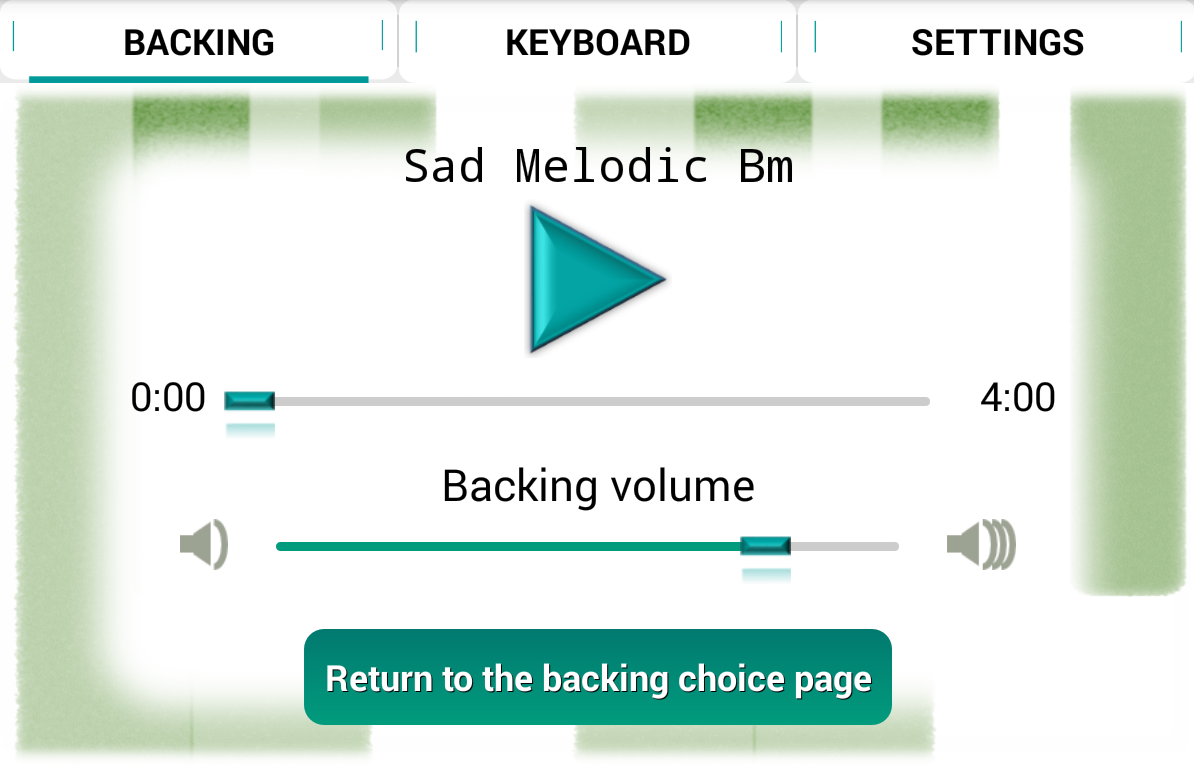 BACKING
KEYBOARD
SETTINGS
Sad Melodic Bm
0:00
4:00
Backing volume
Return to the backing choice page